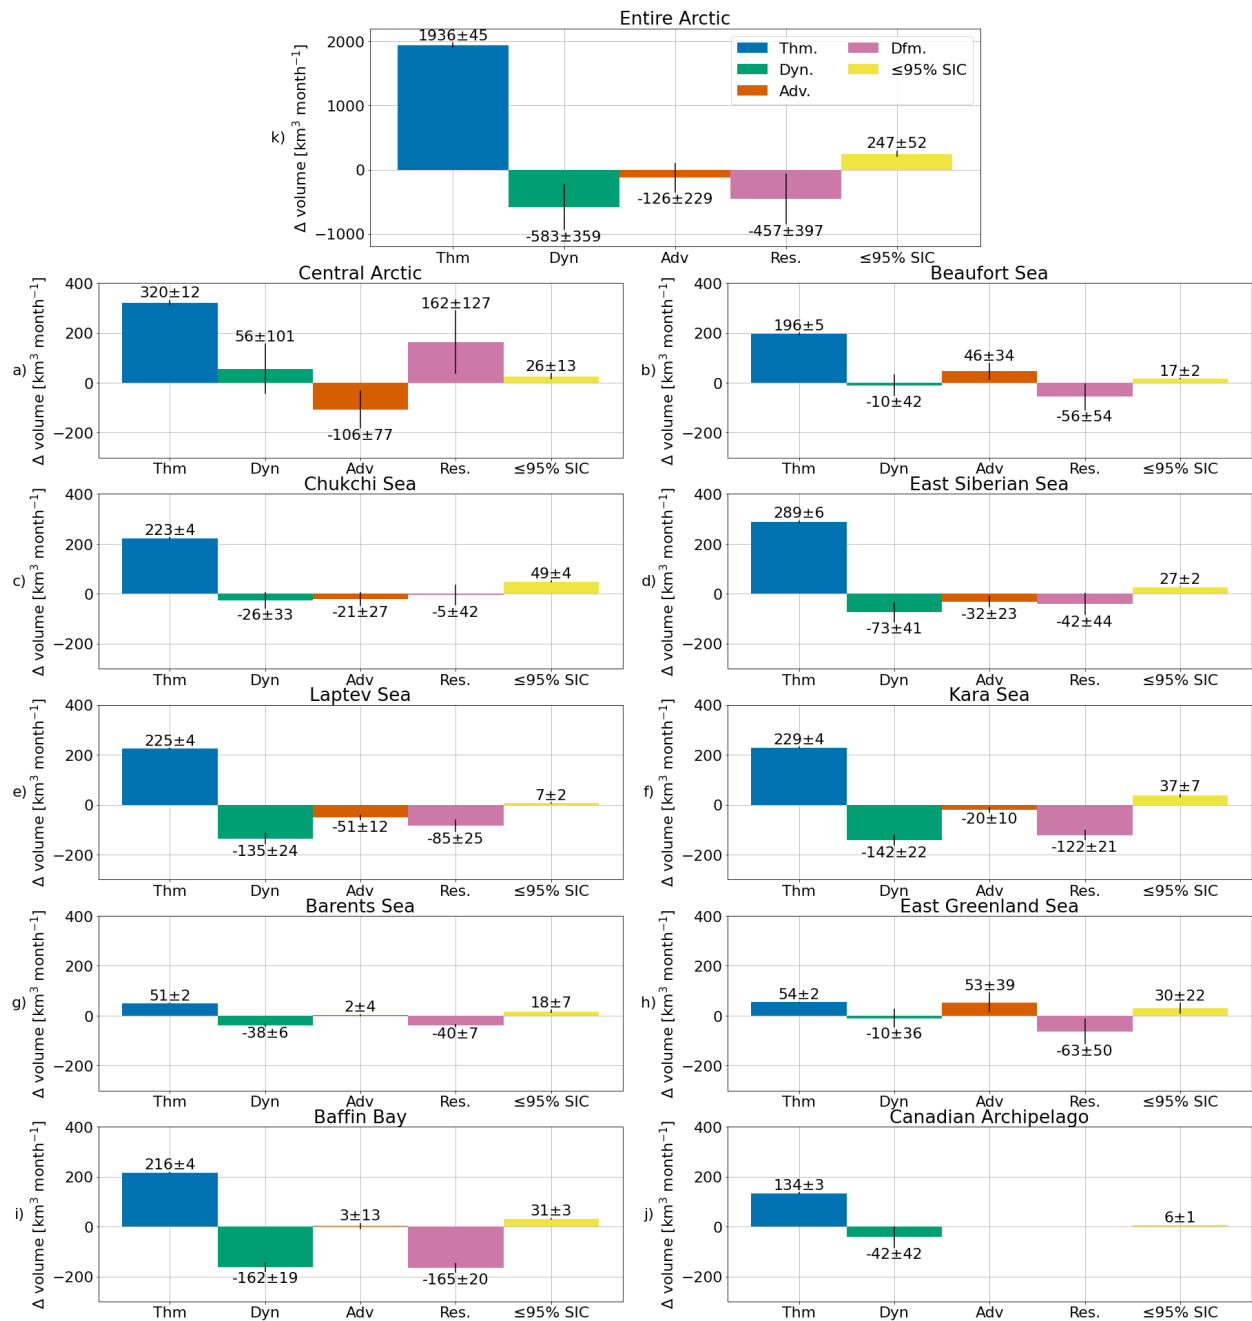 Entire Arctic
1936±45
2000
1000
0
−1000
k)
Δ volume [km³ month⁻¹]
Thm.
Dyn.
Adv.
Dfm.
≤95% SIC
-583±359
-126±229
-457±397
247±52
Thm Dyn Adv Res. ≤95% SIC
Central Arctic
400
200
0
−200
a)
Δ volume [km³ month⁻¹]
320±12
56±101
-106±77
162±127
26±13
Thm Dyn Adv Res. ≤95% SIC
Beaufort Sea
400
200
0
−200
b)
Δ volume [km³ month⁻¹]
196±5
-10±42
46±34
-56±54
17±2
Thm Dyn Adv Res. ≤95% SIC
Chukchi Sea
400
200
0
−200
c)
Δ volume [km³ month⁻¹]
223±4
-26±33
-21±27
-5±42
49±4
Thm Dyn Adv Res. ≤95% SIC
East Siberian Sea
400
200
0
−200
d)
Δ volume [km³ month⁻¹]
289±6
-73±41
-32±23
-42±44
27±2
Thm Dyn Adv Res. ≤95% SIC
Laptev Sea
400
200
0
−200
e)
Δ volume [km³ month⁻¹]
225±4
-135±24
-51±12
-85±25
7±2
Thm Dyn Adv Res. ≤95% SIC
Kara Sea
400
200
0
−200
f)
Δ volume [km³ month⁻¹]
229±4
-142±22
-20±10
-122±21
37±7
Thm Dyn Adv Res. ≤95% SIC
Barents Sea
400
200
0
−200
g)
Δ volume [km³ month⁻¹]
51±2
-38±6
2±4
-40±7
18±7
Thm Dyn Adv Res. ≤95% SIC
East Greenland Sea
400
200
0
−200
h)
Δ volume [km³ month⁻¹]
54±2
-10±36
53±39
-63±50
30±22
Thm Dyn Adv Res. ≤95% SIC
Baffin Bay
400
200
0
−200
i)
Δ volume [km³ month⁻¹]
216±4
-162±19
3±13
-165±20
31±3
Thm Dyn Adv Res. ≤95% SIC
Canadian Archipelago
400
200
0
−200
j)
Δ volume [km³ month⁻¹]
134±3
-42±42
6±1
Thm Dyn Adv Res. ≤95% SIC